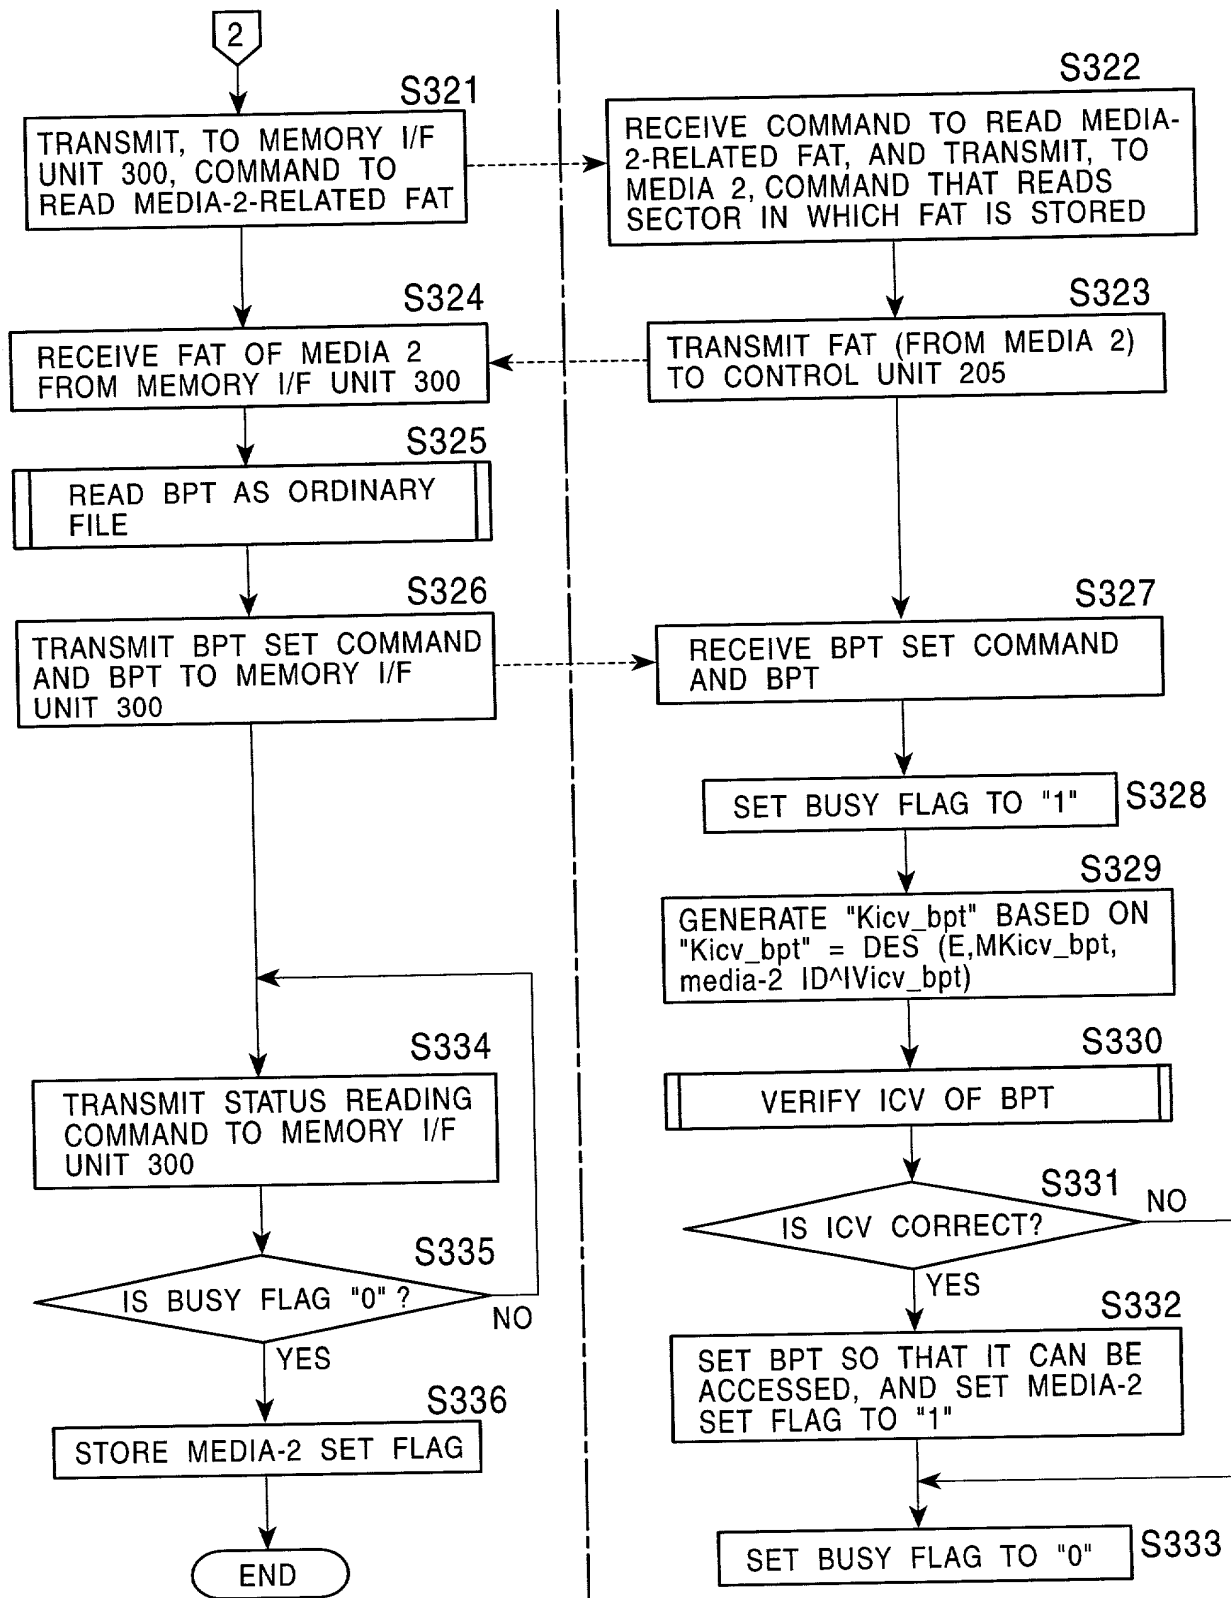 2
S321
TRANSMIT, TO MEMORY I/F
UNIT 300, COMMAND TO
READ MEDIA-2-RELATED FAT
S322
RECEIVE COMMAND TO READ MEDIA-
2-RELATED FAT, AND TRANSMIT, TO
MEDIA 2, COMMAND THAT READS
SECTOR IN WHICH FAT IS STORED
S324
RECEIVE FAT OF MEDIA 2
FROM MEMORY I/F UNIT 300
S323
TRANSMIT FAT (FROM MEDIA 2)
TO CONTROL UNIT 205
S325
READ BPT AS ORDINARY
FILE
S326
TRANSMIT BPT SET COMMAND
AND BPT TO MEMORY I/F
UNIT 300
S327
RECEIVE BPT SET COMMAND
AND BPT
SET BUSY FLAG TO "1"
S328
S329
GENERATE "Kicv_bpt" BASED ON
"Kicv_bpt" = DES (E,MKicv_bpt,
media-2 ID^IVicv_bpt)
S330
VERIFY ICV OF BPT
S331
IS ICV CORRECT?
NO
YES
S332
SET BPT SO THAT IT CAN BE
ACCESSED, AND SET MEDIA-2
SET FLAG TO "1"
SET BUSY FLAG TO "0"
S333
S334
TRANSMIT STATUS READING
COMMAND TO MEMORY I/F
UNIT 300
S335
IS BUSY FLAG "0" ?
NO
YES
S336
STORE MEDIA-2 SET FLAG
END